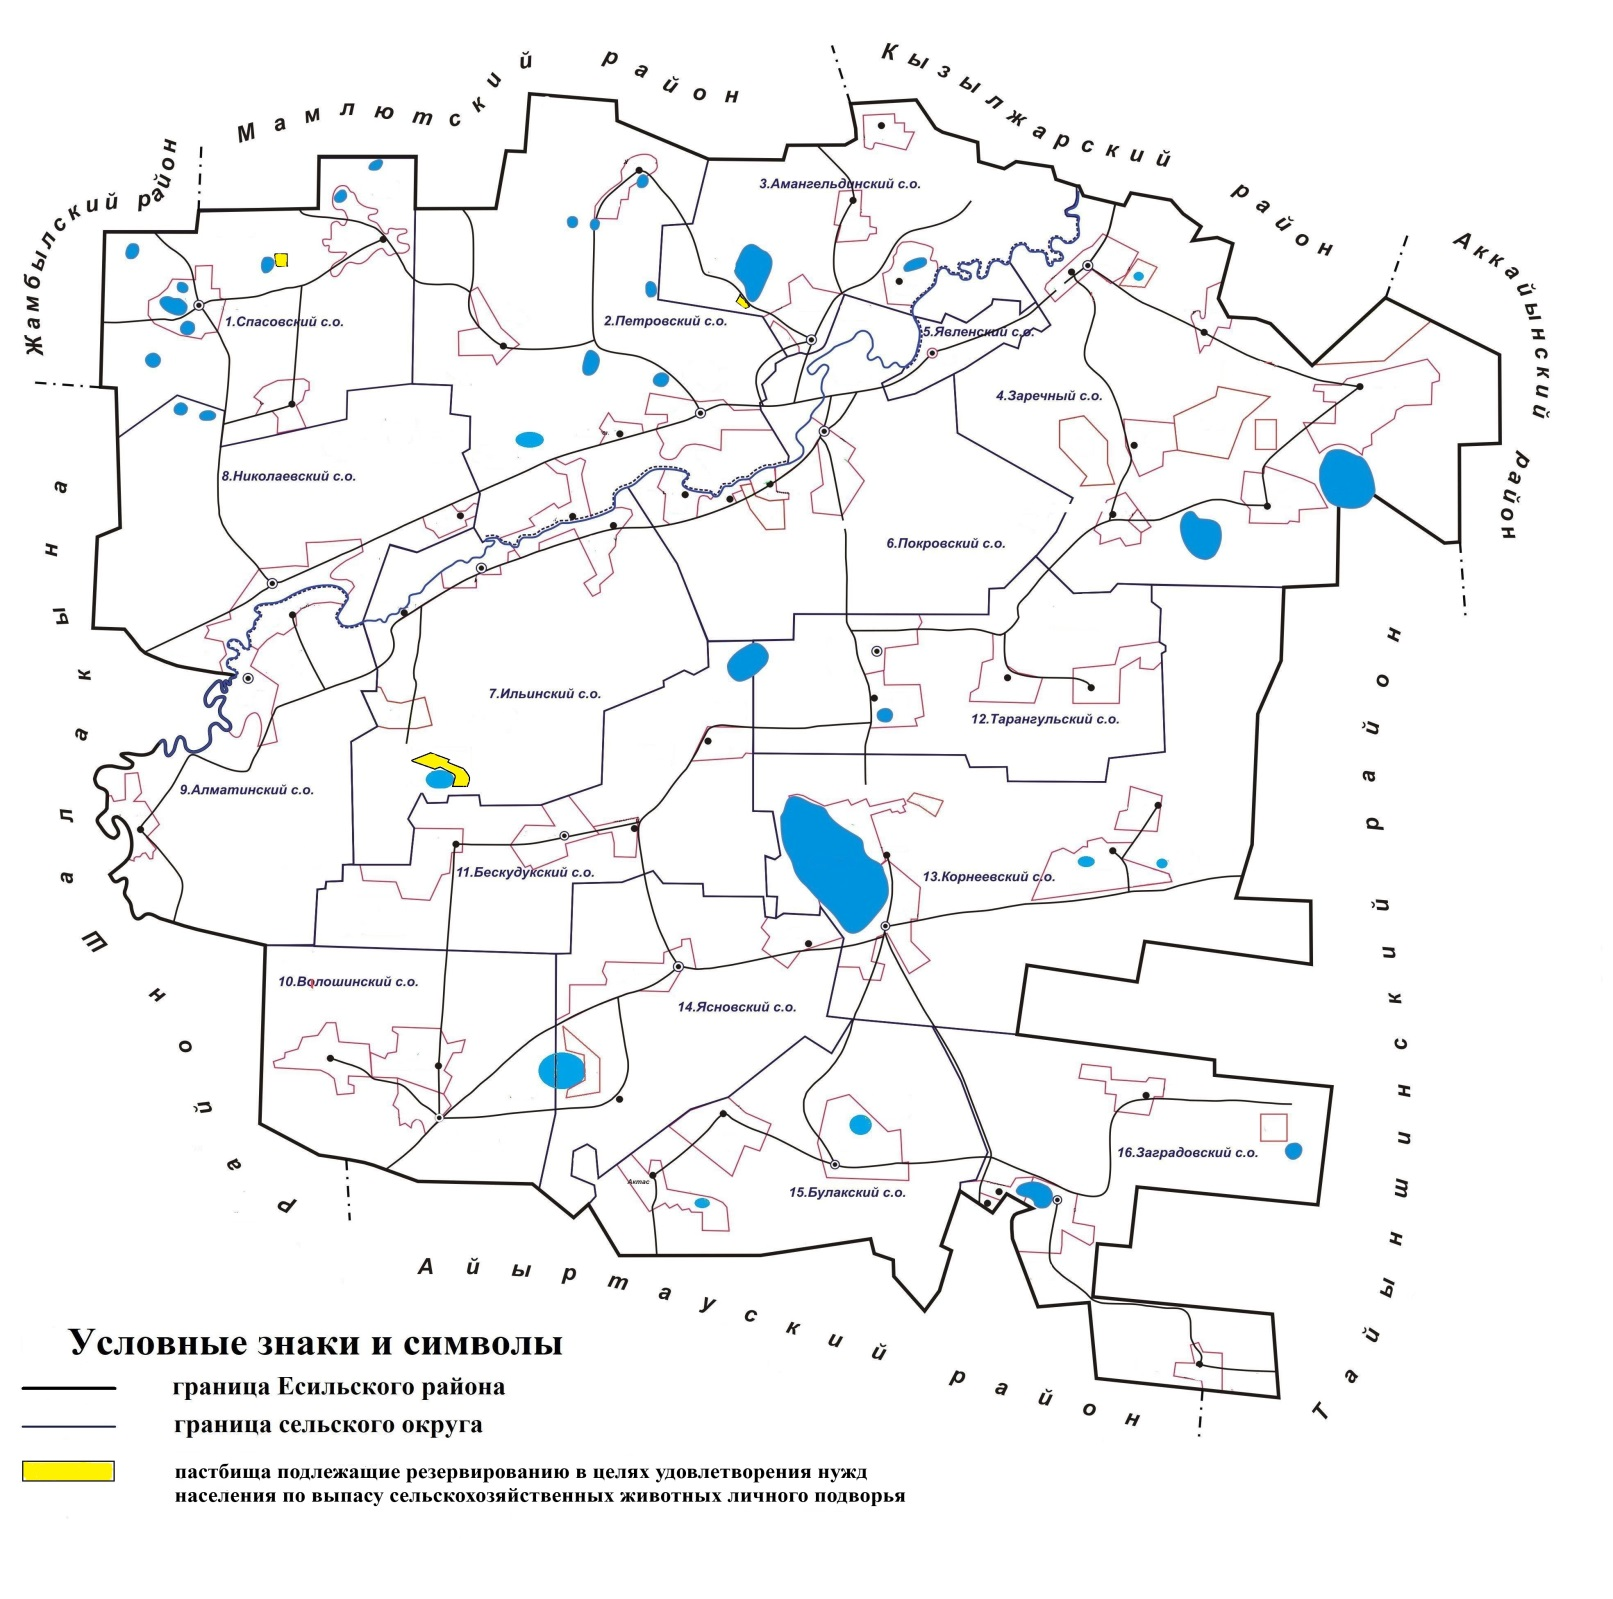 Мамлютский район
Кызылжарский район
Жамбылский район
Аккайынский район
3.Амангельдинский с.о.
1.Спасовский с.о.
2.Петровский с.о.
5.Явленский с.о.
4.Заречный с.о.
8.Николаевский с.о.
6.Покровский с.о.
7.Ильинский с.о.
12.Тарангульский с.о.
9.Алматинский с.о.
11.Бескудукский с.о.
13.Корнеевский с.о.
10.Волошинский с.о.
14.Ясновский с.о.
16.Заградовский с.о.
Актас
15.Булакский с.о.
район Шал акына
Тайыншинский район
Айыртауский район
Условные знаки и символы
граница Есильского района
граница сельского округа
пастбища подлежащие резервированию в целях удовлетворения нужд
населения по выпасу сельскохозяйственных животных личного подворья